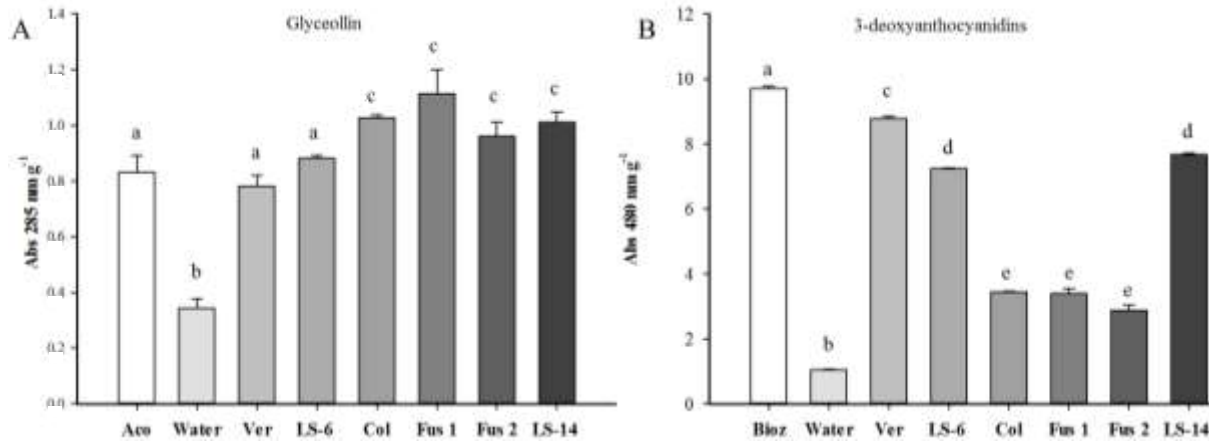 A
Glyceollin
Abs 285 nm g⁻¹
1.4
1.2
1.0
0.8
0.6
0.4
0.2
0.0
a
b
a
a
c
c
c
c
Aco Water Ver LS-6 Col Fus 1 Fus 2 LS-14
B
3-deoxyanthocyanidins
Abs 480 nm g⁻¹
12
10
8
6
4
2
0
a
b
c
d
e
e
e
d
Bioz Water Ver LS-6 Col Fus 1 Fus 2 LS-14